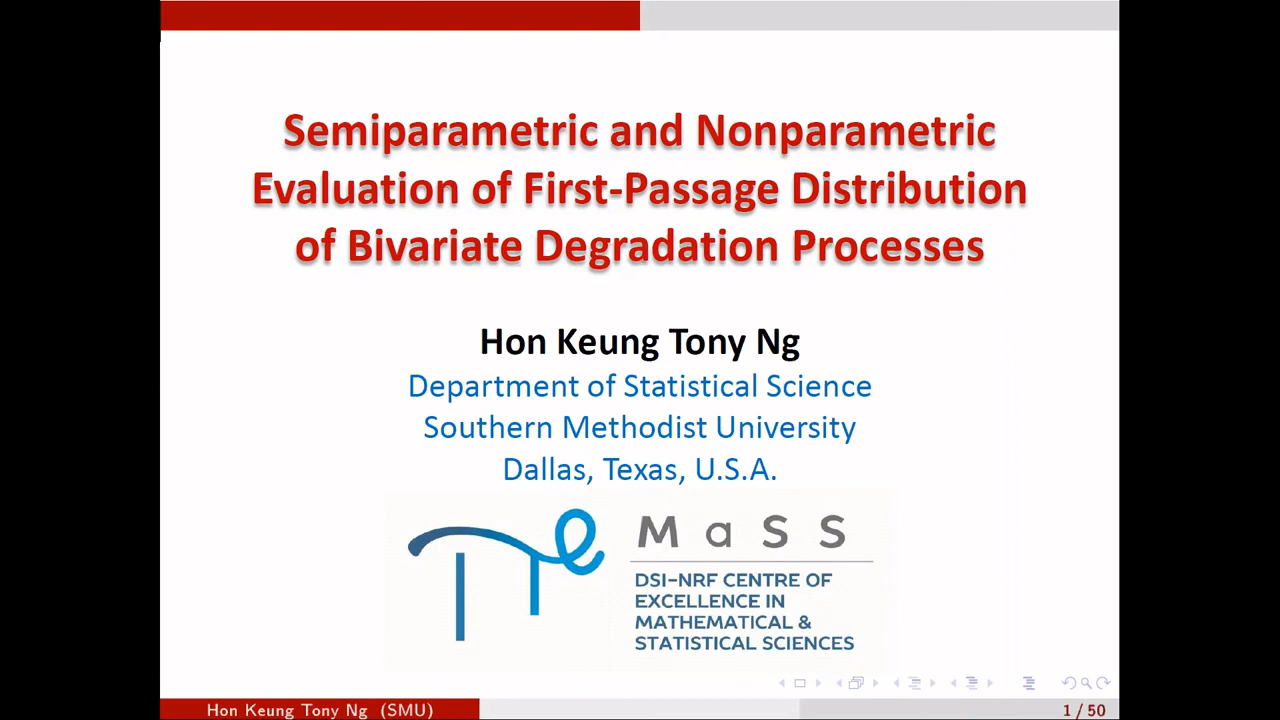 Semiparametric and Nonparametric
Evaluation of First-Passage Distribution
of Bivariate Degradation Processes
Hon Keung Tony Ng
Department of Statistical Science
Southern Methodist University
Dallas, Texas, U.S.A.
M a S S
DSI-NRF CENTRE OF
EXCELLENCE IN
MATHEMATICAL &
STATISTICAL SCIENCES
Hon Keung Tony Ng (SMU)
1 / 50